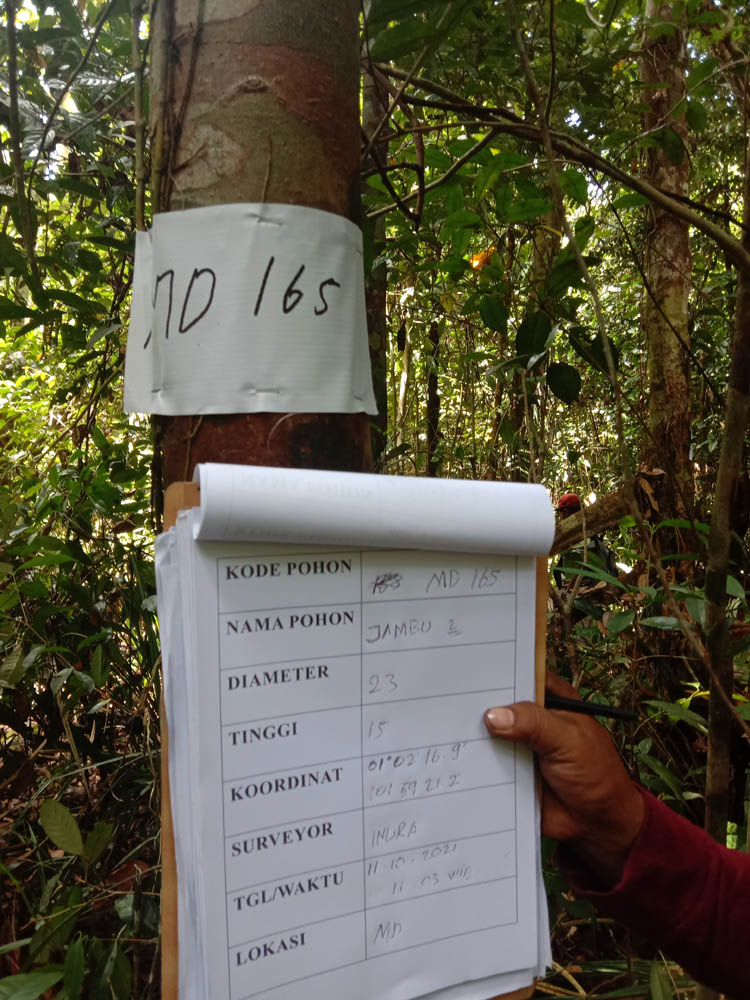 MD 165
KODE POHON MD 165
NAMA POHON JAMBU 2
DIAMETER 23
TINGGI 15
KOORDINAT 01°02 16.9"
101 59 21.2
SURVEYOR INDRA
TGL/WAKTU 11-10-2021
11 03 WIB
LOKASI MD